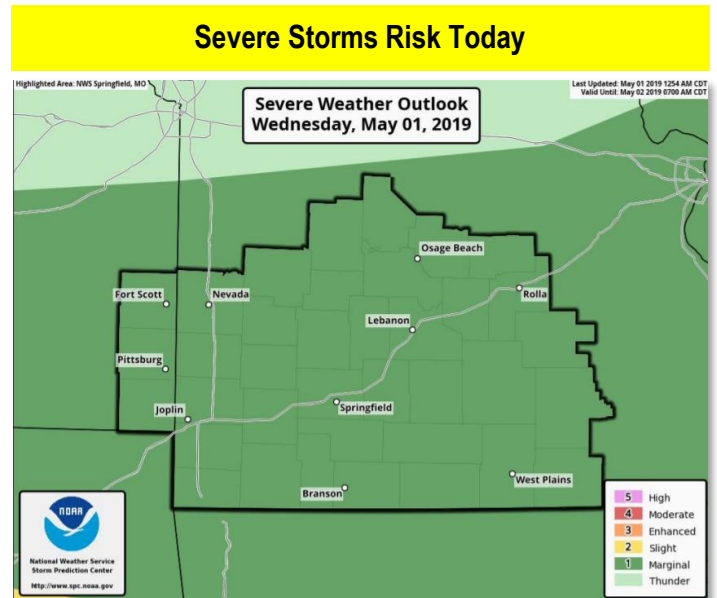 Severe Storms Risk Today
Highlighted Area: NWS Springfield, MO
Last Updated: May 01 2019 1254 AM CDT
Valid Until: May 02 2019 0700 AM CDT
Severe Weather Outlook
Wednesday, May 01, 2019
Osage Beach
Fort Scott
Nevada
Rolla
Lebanon
Pittsburg
Joplin
Springfield
Branson
West Plains
NOAA
National Weather Service
Storm Prediction Center
http://www.spc.noaa.gov
5 High
4 Moderate
3 Enhanced
2 Slight
1 Marginal
Thunder